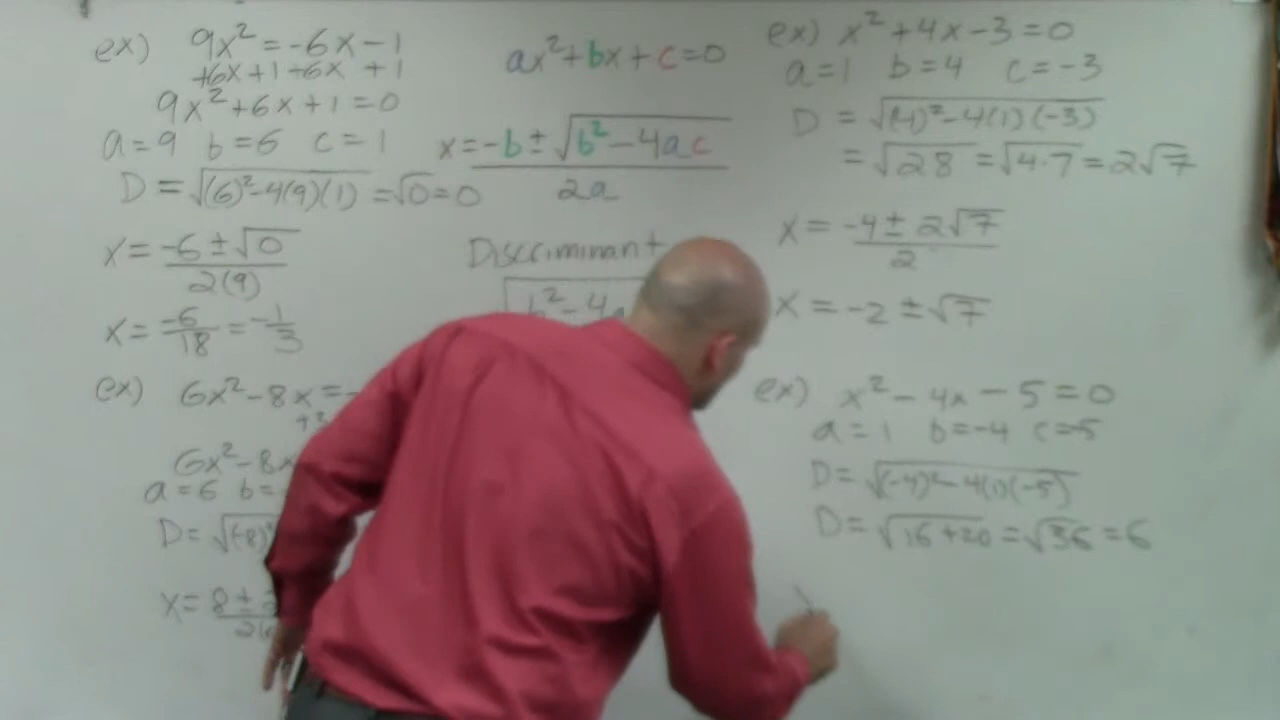 ex) 9x² = -6x - 1
+6x+1 +6x +1
9x² + 6x + 1 = 0
a = 9 b = 6 c = 1
D = √(6)² - 4(9)(1) = √0 = 0
x = -6 ± √0 / 2(9)
x = -6/18 = -1/3
ex) 6x² - 8x =
6x² - 8x
a = 6 b =
D = √(-8)²
x = 8 ±
ax² + bx + c = 0
x = -b ± √b² - 4ac / 2a
Discriminant
b² - 4a
ex) x² + 4x - 3 = 0
a = 1 b = 4 c = -3
D = √(4)² - 4(1)(-3)
= √28 = √4·7 = 2√7
x = -4 ± 2√7 / 2
x = -2 ± √7
ex) x² - 4x - 5 = 0
a = 1 b = -4 c = -5
D = √(-4)² - 4(1)(-5)
D = √16 + 20 = √36 = 6